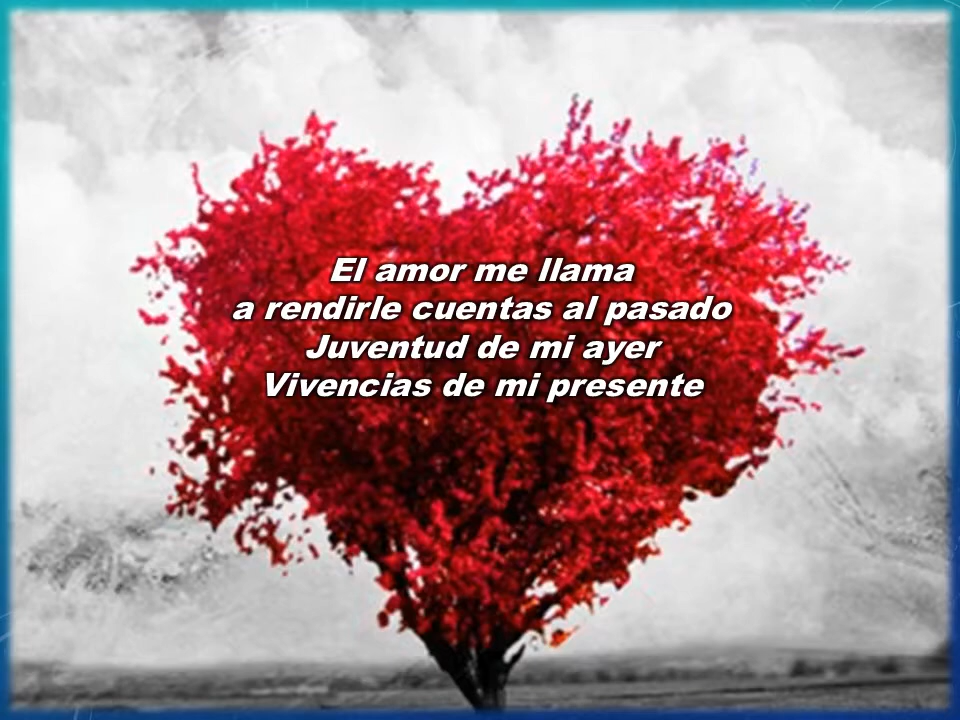 El amor me llama
a rendirle cuentas al pasado
Juventud de mi ayer
Vivencias de mi presente